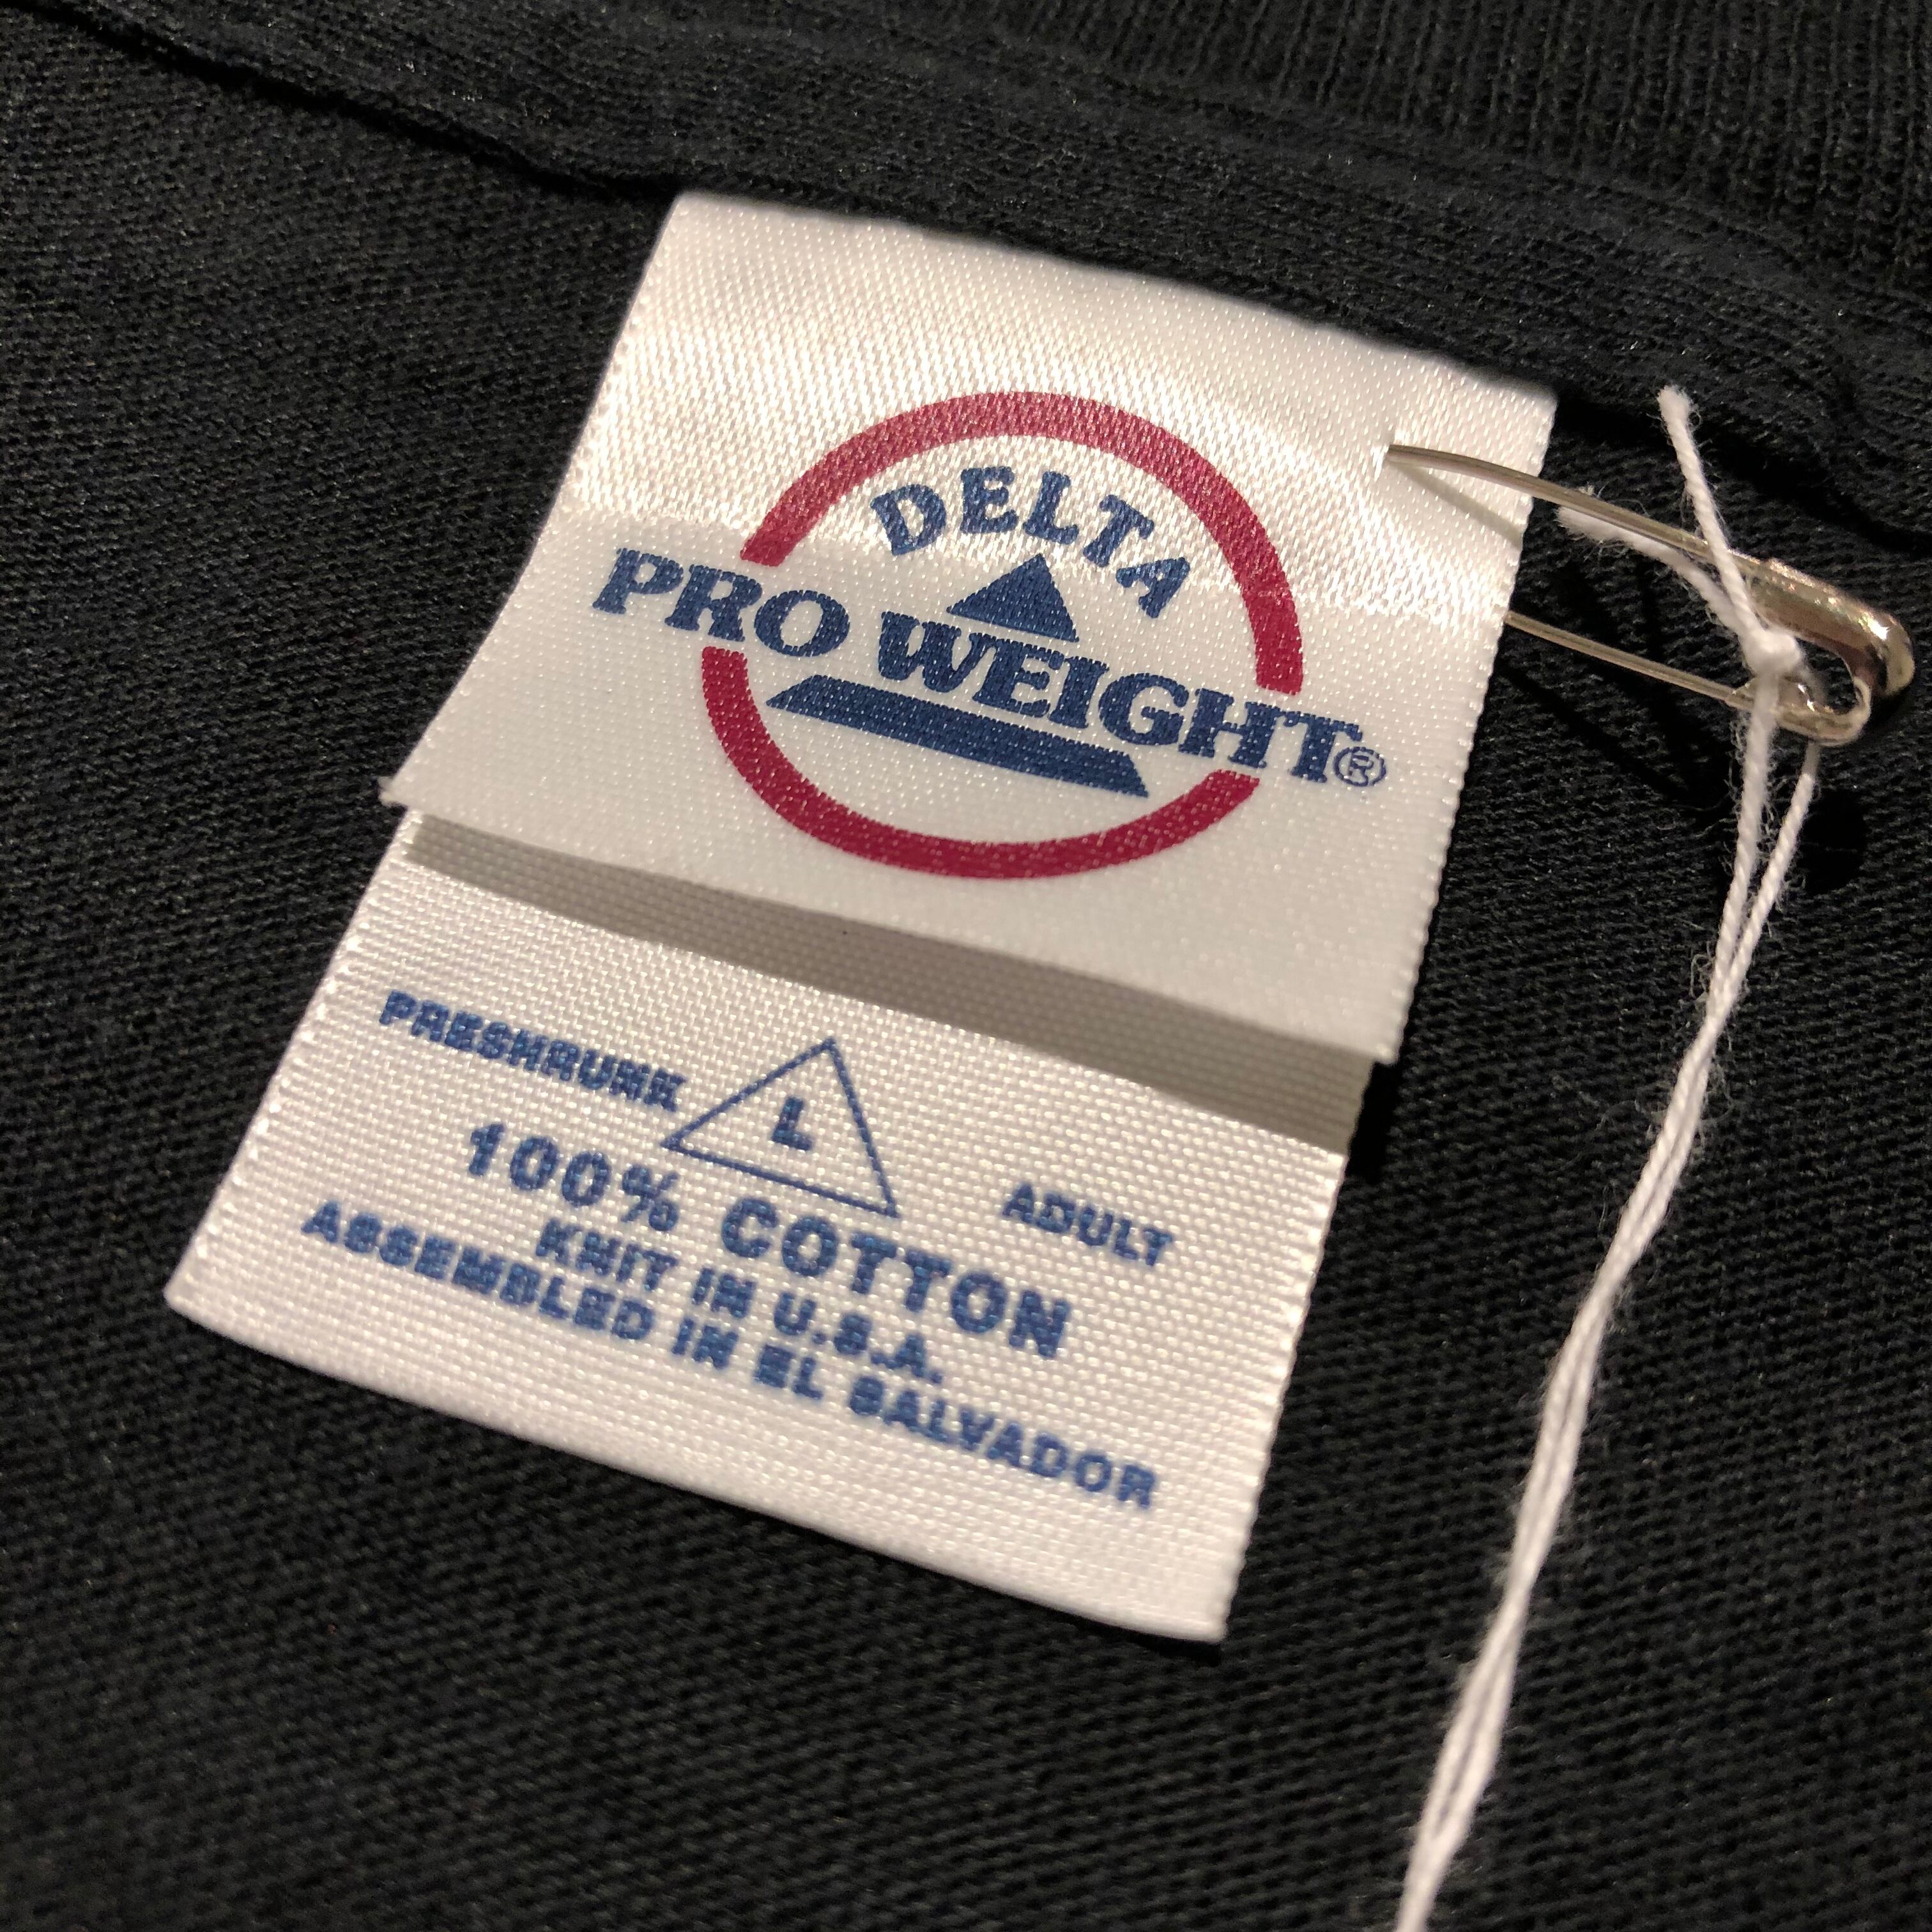 DELTA
PRO WEIGHT®
PRESHRUNK L ADULT
100% COTTON
KNIT IN U.S.A.
ASSEMBLED IN EL SALVADOR